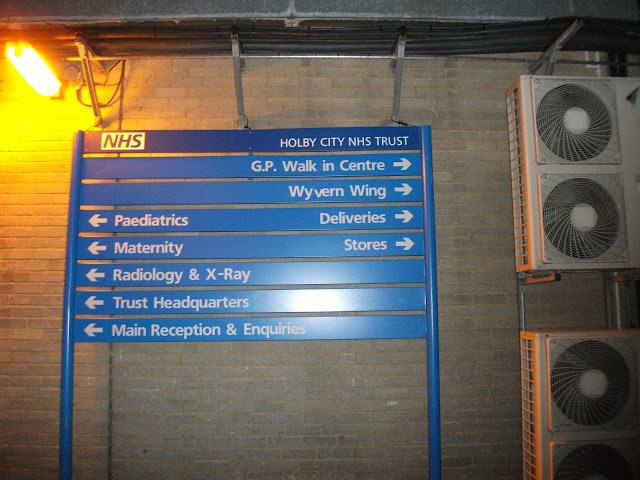 NHS HOLBY CITY NHS TRUST
G.P. Walk in Centre
Wyvern Wing
Paediatrics Deliveries
Maternity Stores
Radiology & X-Ray
Trust Headquarters
Main Reception & Enquiries